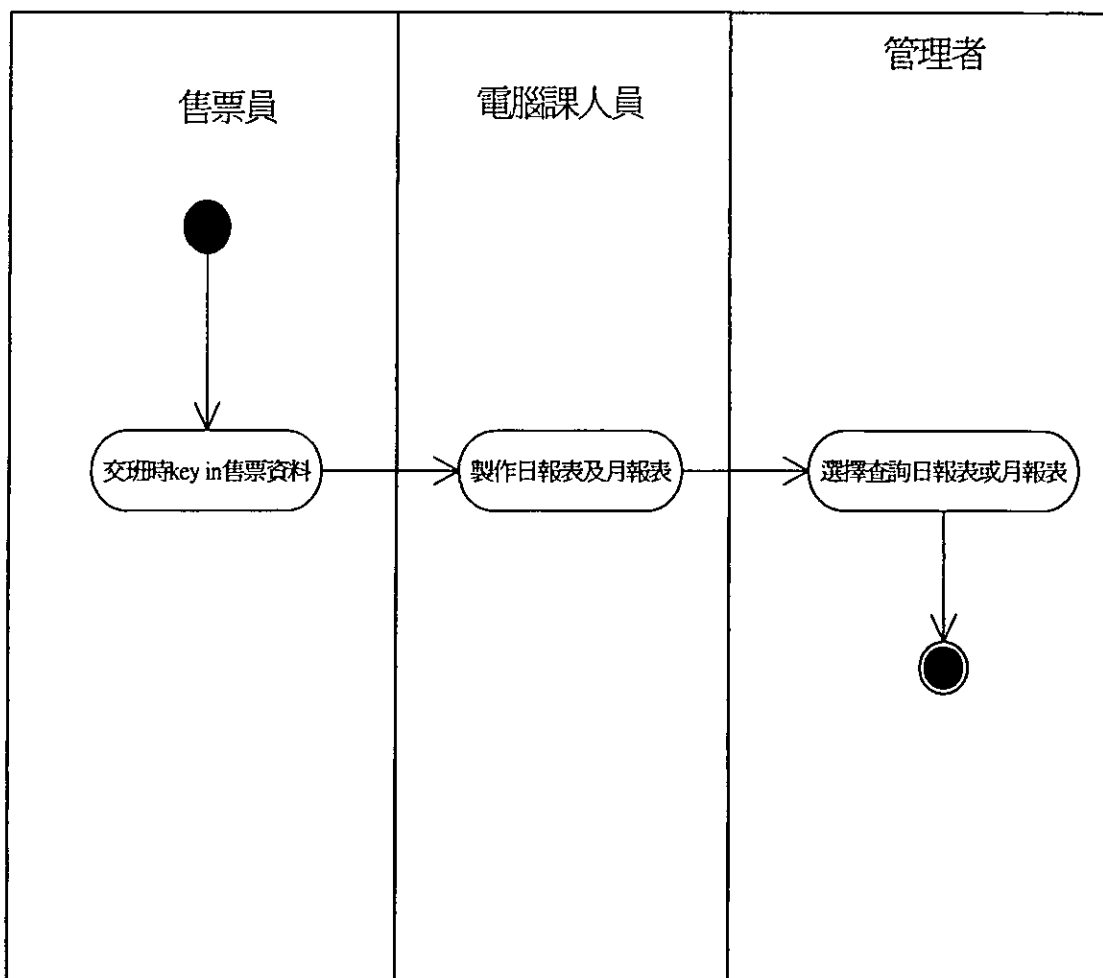 售票員
電腦課人員
管理者
交班時key in售票資料
製作日報表及月報表
選擇查詢日報表或月報表